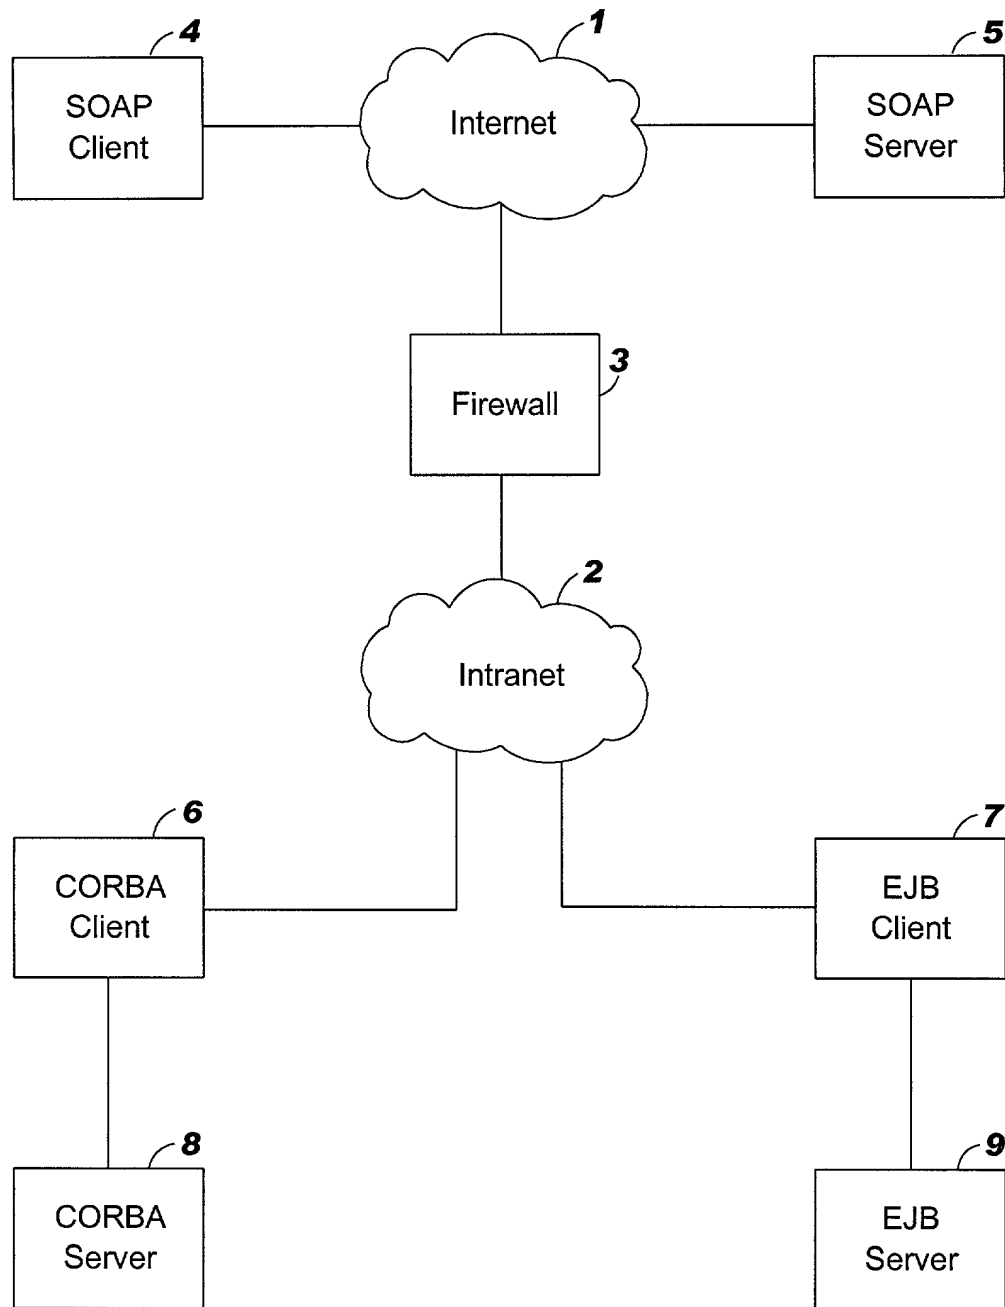 4
1
5
SOAP
Client
Internet
SOAP
Server
3
Firewall
2
Intranet
6
7
CORBA
Client
EJB
Client
8
9
CORBA
Server
EJB
Server